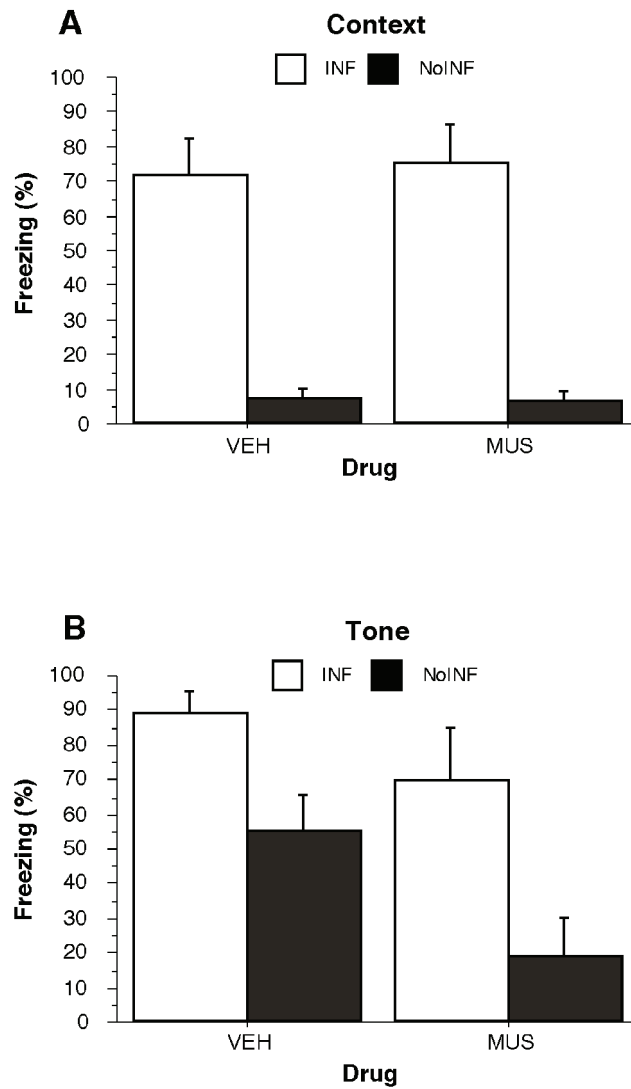 A
Context
INF NoINF
100
90
80
70
60
50
40
30
20
10
0
Freezing (%)
VEH MUS
Drug
B
Tone
INF NoINF
100
90
80
70
60
50
40
30
20
10
0
Freezing (%)
VEH MUS
Drug